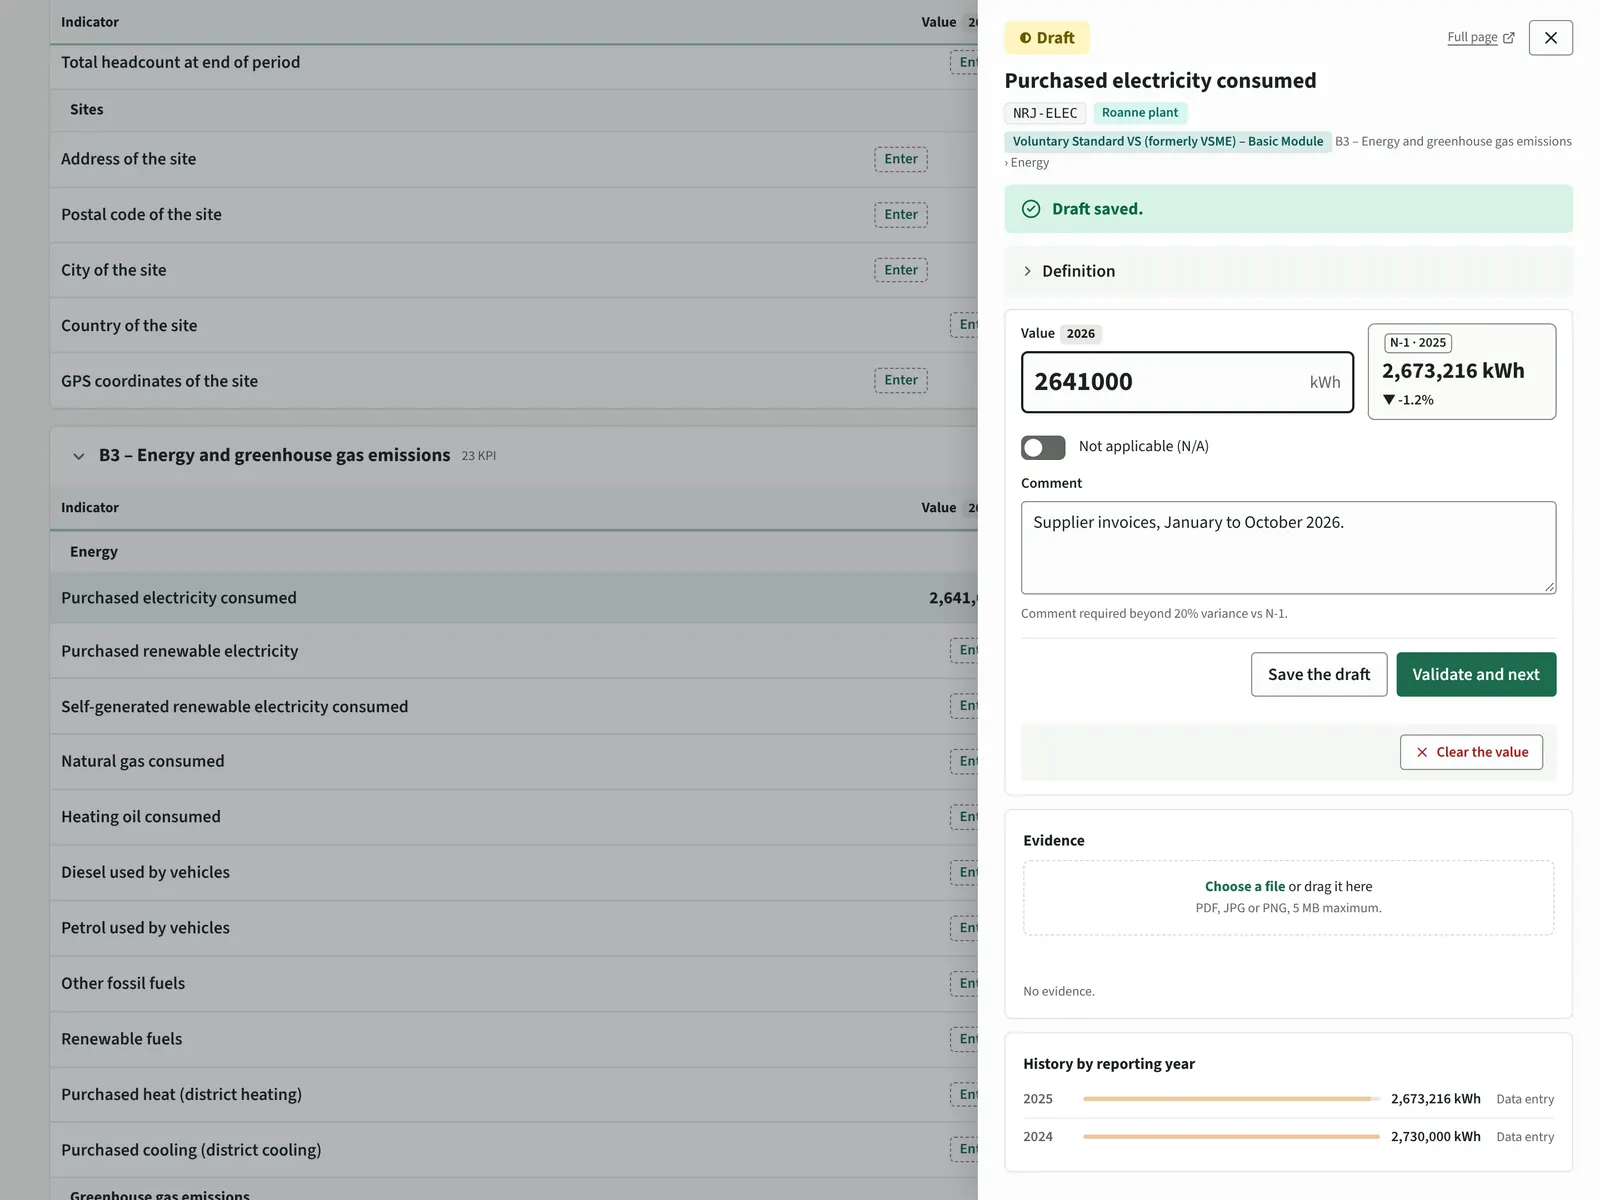 Indicator
Value
Total headcount at end of period
Sites
Address of the site
Enter
Postal code of the site
Enter
City of the site
Enter
Country of the site
GPS coordinates of the site
Enter
B3 – Energy and greenhouse gas emissions 23 KPI
Indicator
Value
Energy
Purchased electricity consumed
2,641,
Purchased renewable electricity
Self-generated renewable electricity consumed
Natural gas consumed
Heating oil consumed
Diesel used by vehicles
Petrol used by vehicles
Other fossil fuels
Renewable fuels
Purchased heat (district heating)
Purchased cooling (district cooling)
Greenhouse gas emissions
Draft
Full page
Purchased electricity consumed
NRJ-ELEC Roanne plant
Voluntary Standard VS (formerly VSME) – Basic Module B3 – Energy and greenhouse gas emissions
› Energy
Draft saved.
Definition
Value 2026
2641000 kWh
N-1 · 2025
2,673,216 kWh
▼ -1.2%
Not applicable (N/A)
Comment
Supplier invoices, January to October 2026.
Comment required beyond 20% variance vs N-1.
Save the draft
Validate and next
Clear the value
Evidence
Choose a file or drag it here
PDF, JPG or PNG, 5 MB maximum.
No evidence.
History by reporting year
2025 2,673,216 kWh Data entry
2024 2,730,000 kWh Data entry